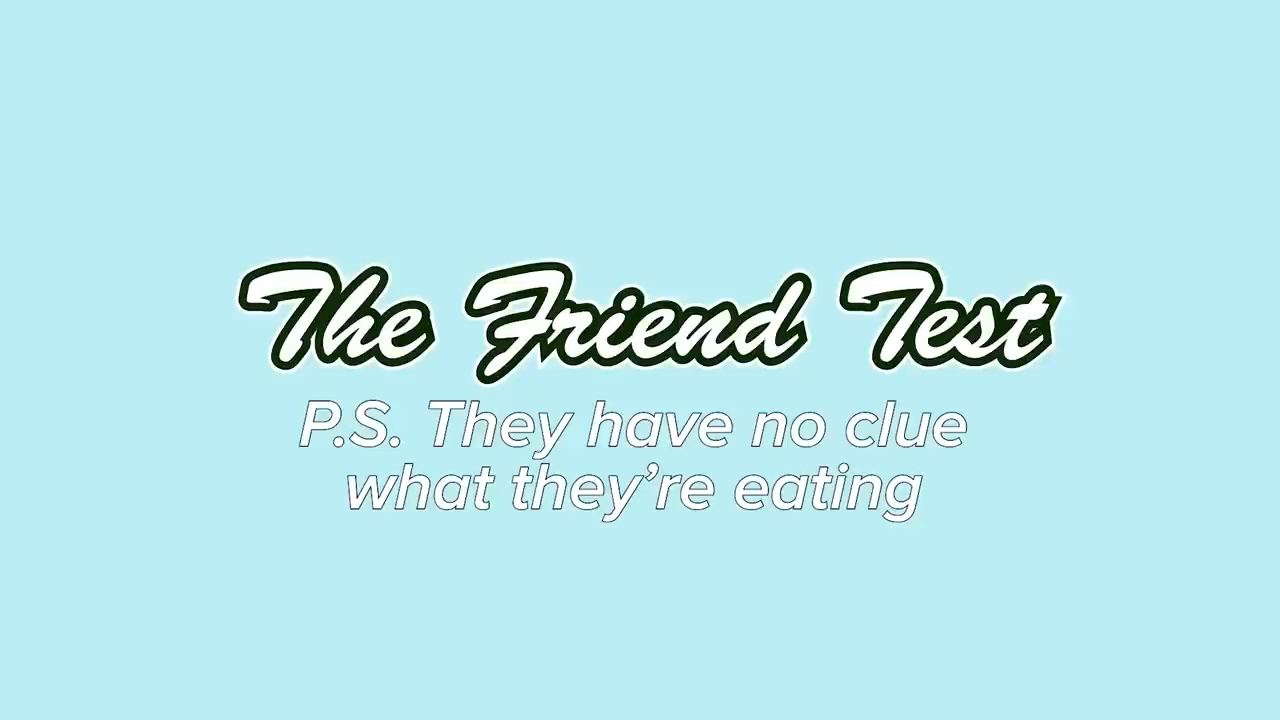 The Friend Test
P.S. They have no clue
what they’re eating